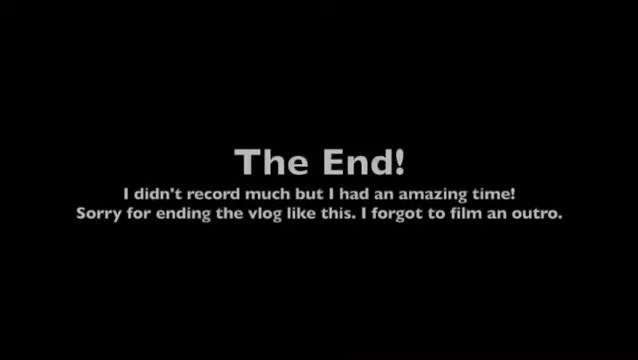 The End!
I didn't record much but I had an amazing time!
Sorry for ending the vlog like this. I forgot to film an outro.